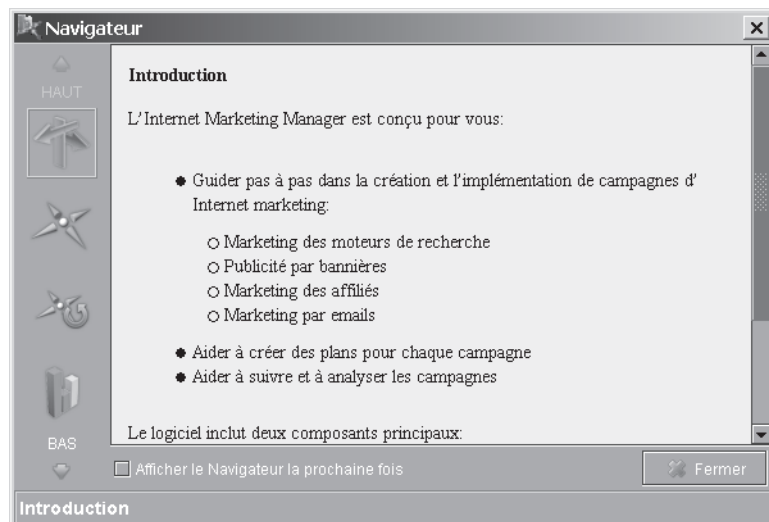 Navigateur
HAUT
Introduction
L'Internet Marketing Manager est conçu pour vous:
Guider pas à pas dans la création et l'implémentation de campagnes d'
Internet marketing:
Marketing des moteurs de recherche
Publicité par bannières
Marketing des affiliés
Marketing par emails
Aider à créer des plans pour chaque campagne
Aider à suivre et à analyser les campagnes
Le logiciel inclut deux composants principaux:
BAS
Afficher le Navigateur la prochaine fois
Fermer
Introduction